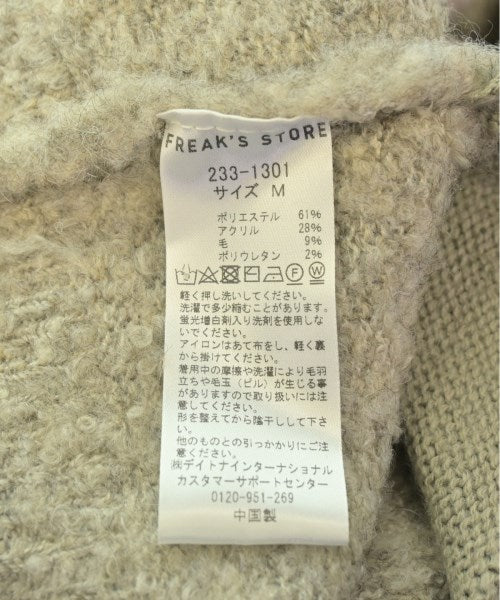 FREAK'S STORE
233-1301
サイズ M
ポリエステル 61%
アクリル 28%
毛 9%
ポリウレタン 2%
軽く押し洗いしてください。
洗濯で多少縮むことがあります。
蛍光増白剤入り洗剤を使用しな
いでください。
アイロンはあて布をし、軽く裏
から掛けてください。
着用中の摩擦や洗濯により毛羽
立ちや毛玉(ピル)が生じる事
がありますので取り扱いには注
意してください。
形を整えてから陰干しして下さ
い。
他のものとの引っかかりにご注
意ください。
㈱デイトナインターナショナル
カスタマーサポートセンター
0120-951-269
中国製